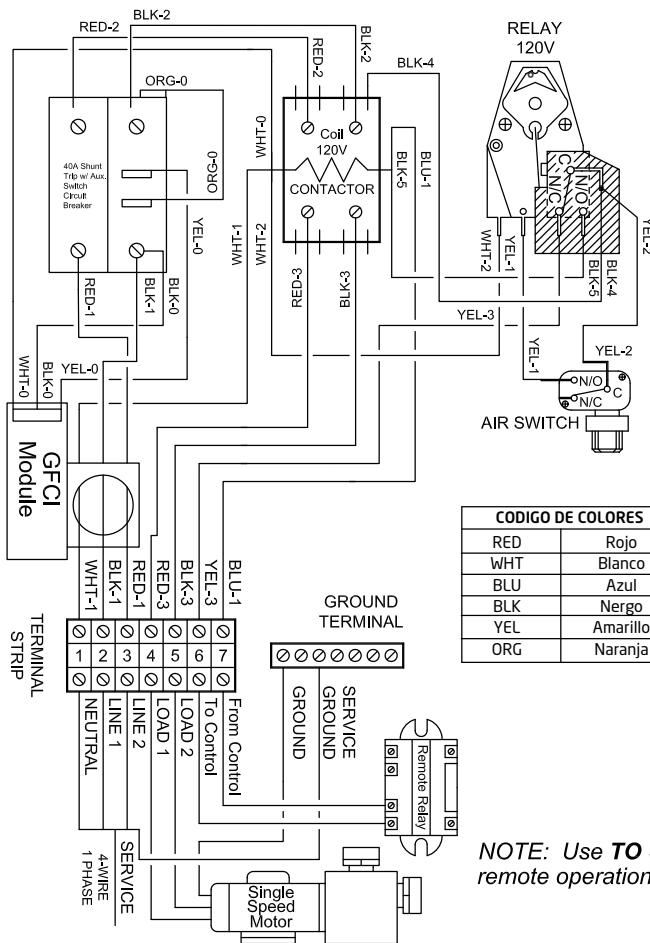 BLK-2
RED-2
RED-2
BLK-2
BLK-4
RELAY
120V
ORG-0
ORG-0
40A Shunt
Trip w/ Aux.
Switch
Circuit
Breaker
YEL-0
WHT-0
WHT-1
WHT-2
Coil
120V
CONTACTOR
BLK-5
BLU-1
RED-3
BLK-3
C
N/C
N/O
WHT-2
YEL-1
BLK-5
BLK-4
YEL-2
RED-1
BLK-1
BLK-0
YEL-3
YEL-1
YEL-2
N/O
C
N/C
AIR SWITCH
WHT-0
BLK-0
YEL-0
GFCI
Module
WHT-1
BLK-1
RED-1
RED-3
BLK-3
YEL-3
BLU-1
CODIGO DE COLORES
RED Rojo
WHT Blanco
BLU Azul
BLK Nergo
YEL Amarillo
ORG Naranja
TERMINAL
STRIP
1 2 3 4 5 6 7
NEUTRAL
LINE 1
LINE 2
LOAD 1
LOAD 2
To Control
From Control
GROUND
TERMINAL
GROUND
SERVICE
GROUND
Remote Relay
SERVICE
4-WIRE
1 PHASE
Single
Speed
Motor
NOTE: Use TO
remote operation